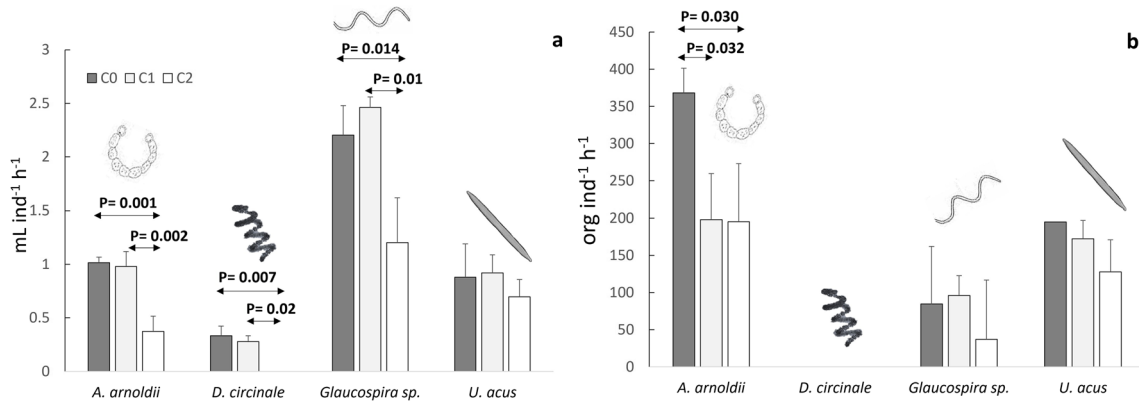 a
mL ind-1 h-1
3
2.5
2
1.5
1
0.5
0
C0 C1 C2
P= 0.001
P= 0.002
P= 0.007
P= 0.02
P= 0.014
P= 0.01
A. arnoldii D. circinale Glaucospira sp. U. acus
b
org ind-1 h-1
450
400
350
300
250
200
150
100
50
0
P= 0.030
P= 0.032
A. arnoldii D. circinale Glaucospira sp. U. acus